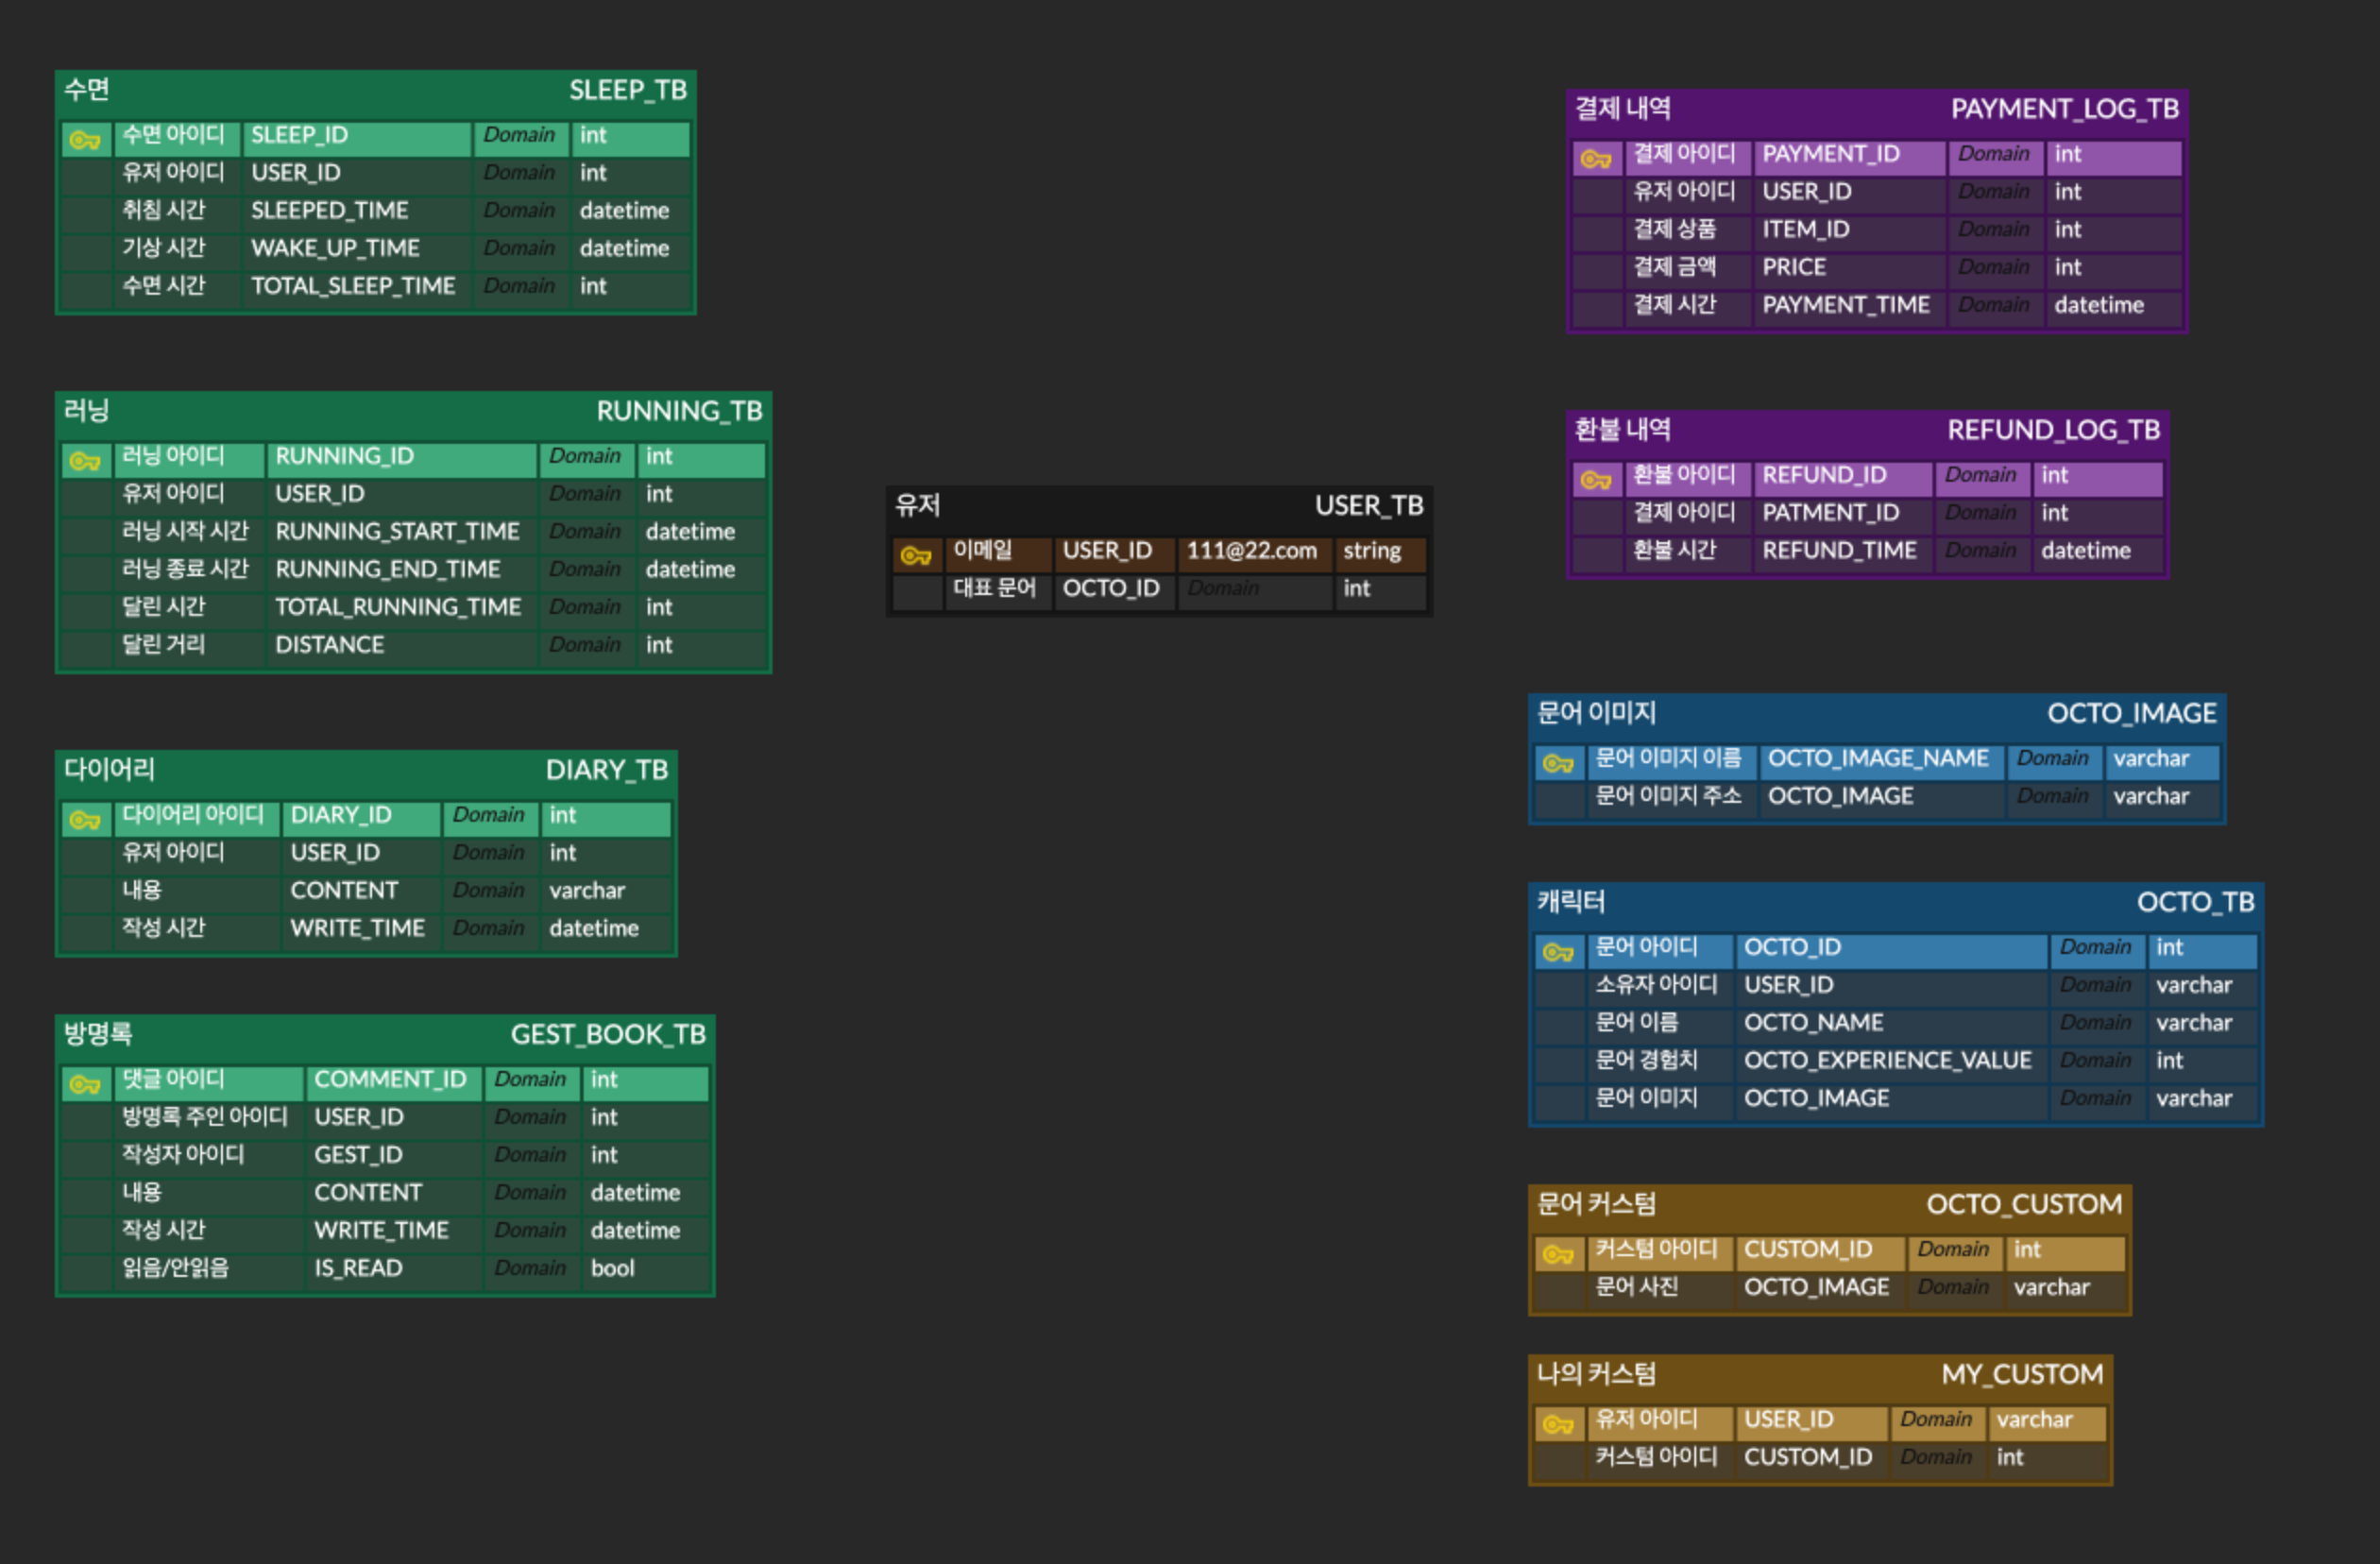 수면 SLEEP_TB
수면 아이디 SLEEP_ID Domain int
유저 아이디 USER_ID Domain int
취침 시간 SLEEPED_TIME Domain datetime
기상 시간 WAKE_UP_TIME Domain datetime
수면 시간 TOTAL_SLEEP_TIME Domain int
러닝 RUNNING_TB
러닝 아이디 RUNNING_ID Domain int
유저 아이디 USER_ID Domain int
러닝 시작 시간 RUNNING_START_TIME Domain datetime
러닝 종료 시간 RUNNING_END_TIME Domain datetime
달린 시간 TOTAL_RUNNING_TIME Domain int
달린 거리 DISTANCE Domain int
다이어리 DIARY_TB
다이어리 아이디 DIARY_ID Domain int
유저 아이디 USER_ID Domain int
내용 CONTENT Domain varchar
작성 시간 WRITE_TIME Domain datetime
방명록 GEST_BOOK_TB
댓글 아이디 COMMENT_ID Domain int
방명록 주인 아이디 USER_ID Domain int
작성자 아이디 GEST_ID Domain int
내용 CONTENT Domain datetime
작성 시간 WRITE_TIME Domain datetime
읽음/안읽음 IS_READ Domain bool
유저 USER_TB
이메일 USER_ID 111@22.com string
대표 문어 OCTO_ID Domain int
결제 내역 PAYMENT_LOG_TB
결제 아이디 PAYMENT_ID Domain int
유저 아이디 USER_ID Domain int
결제 상품 ITEM_ID Domain int
결제 금액 PRICE Domain int
결제 시간 PAYMENT_TIME Domain datetime
환불 내역 REFUND_LOG_TB
환불 아이디 REFUND_ID Domain int
결제 아이디 PATMENT_ID Domain int
환불 시간 REFUND_TIME Domain datetime
문어 이미지 OCTO_IMAGE
문어 이미지 이름 OCTO_IMAGE_NAME Domain varchar
문어 이미지 주소 OCTO_IMAGE Domain varchar
캐릭터 OCTO_TB
문어 아이디 OCTO_ID Domain int
소유자 아이디 USER_ID Domain varchar
문어 이름 OCTO_NAME Domain varchar
문어 경험치 OCTO_EXPERIENCE_VALUE Domain int
문어 이미지 OCTO_IMAGE Domain varchar
문어 커스텀 OCTO_CUSTOM
커스텀 아이디 CUSTOM_ID Domain int
문어 사진 OCTO_IMAGE Domain varchar
나의 커스텀 MY_CUSTOM
유저 아이디 USER_ID Domain varchar
커스텀 아이디 CUSTOM_ID Domain int